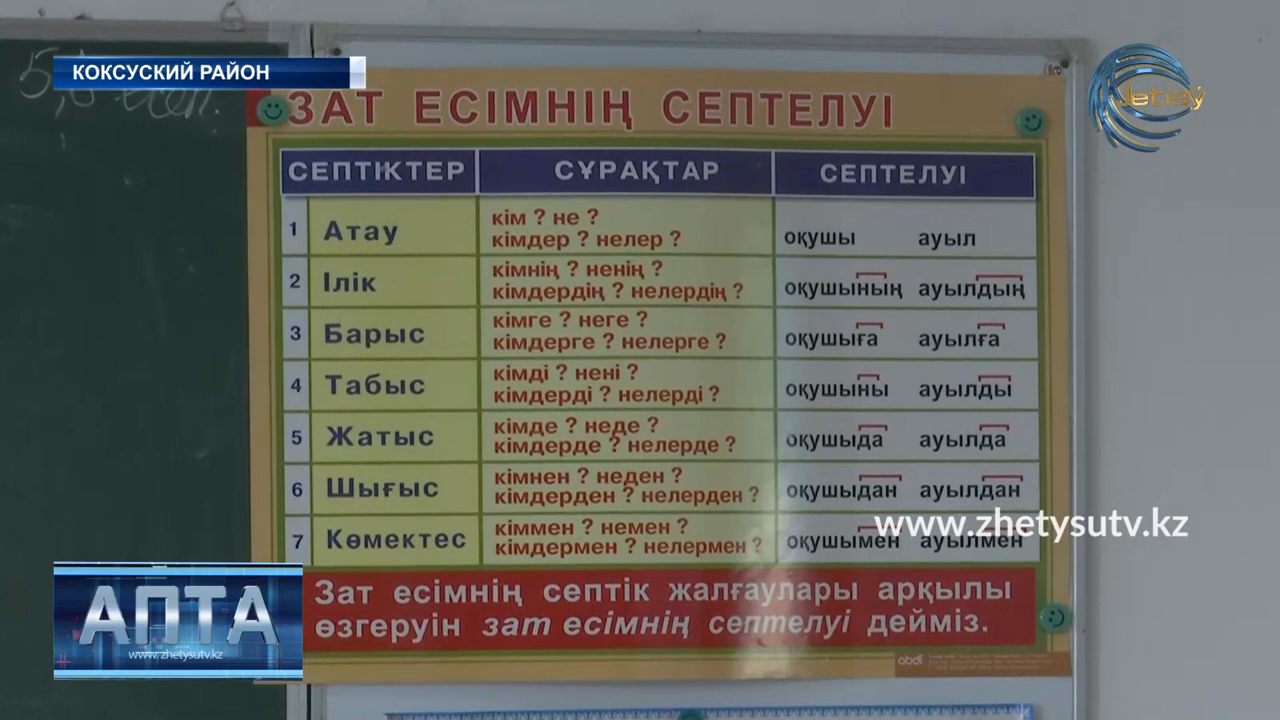 КОКСУСКИЙ РАЙОН
Jetisý
ЗАТ ЕСІМНІҢ СЕПТЕЛУІ
СЕПТІКТЕР СҰРАҚТАР СЕПТЕЛУІ
1 Атау кім ? не ?
кімдер ? нелер ? оқушы ауыл
2 Ілік кімнің ? ненің ?
кімдердің ? нелердің ? оқушының ауылдың
3 Барыс кімге ? неге ?
кімдерге ? нелерге ? оқушыға ауылға
4 Табыс кімді ? нені ?
кімдерді ? нелерді ? оқушыны ауылды
5 Жатыс кімде ? неде ?
кімдерде ? нелерде ? оқушыда ауылда
6 Шығыс кімнен ? неден ?
кімдерден ? нелерден ? оқушыдан ауылдан
www.zhetysutv.kz
7 Көмектес кіммен ? немен ?
кімдермен ? нелермен ? оқушымен ауылмен
Зат есімнің септік жалғаулары арқылы
өзгеруін зат есімнің септелуі дейміз.
АПТА
www.zhetysutv.kz
abdi